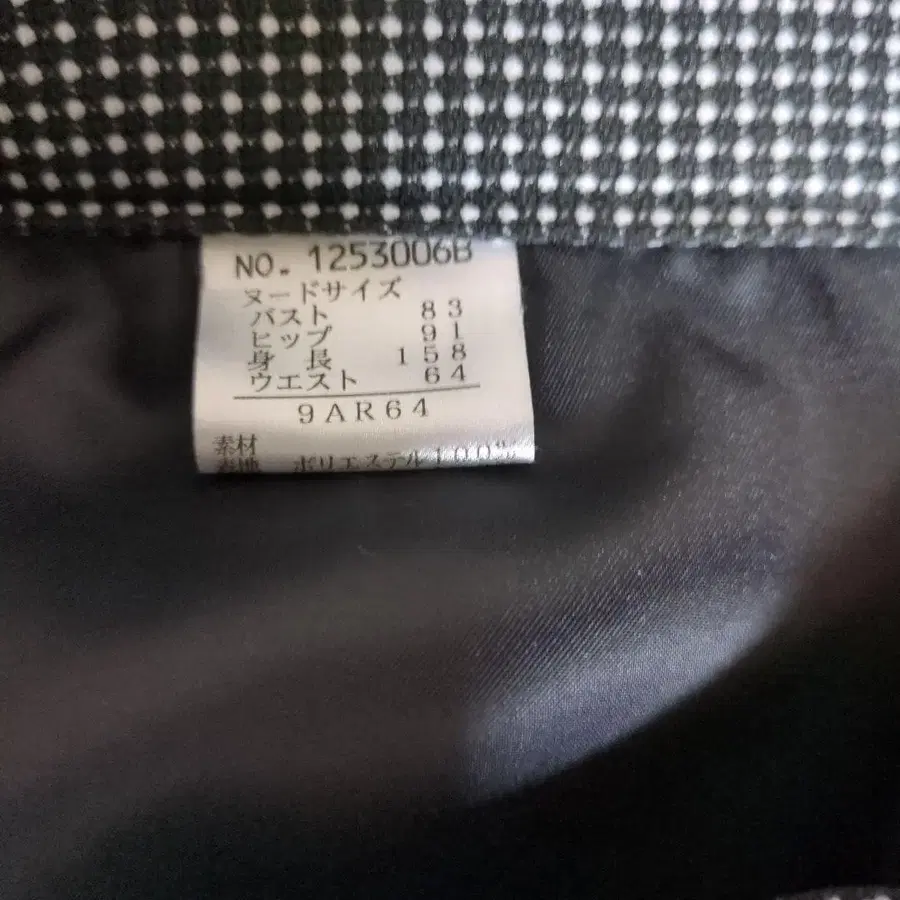 NO. 1253006B
ヌードサイズ
バスト 83
ヒップ 91
身長 158
ウエスト 64
9AR64
素材
表地 ポリエステル100%